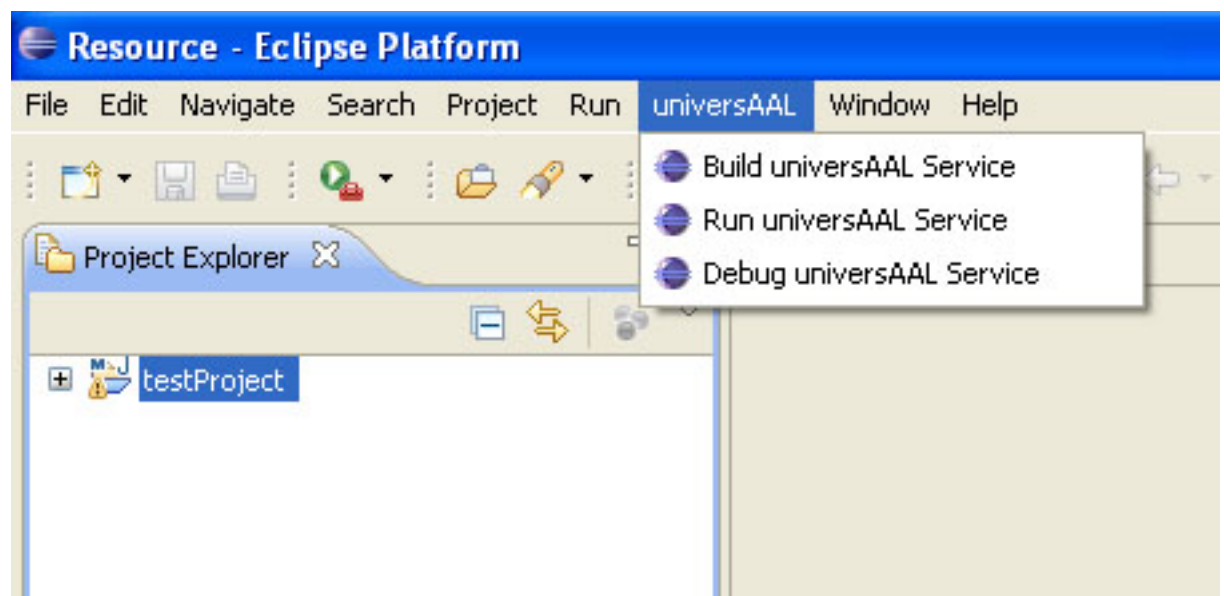 Resource - Eclipse Platform
File Edit Navigate Search Project Run universAAL Window Help
Build universAAL Service
Run universAAL Service
Debug universAAL Service
Project Explorer
testProject